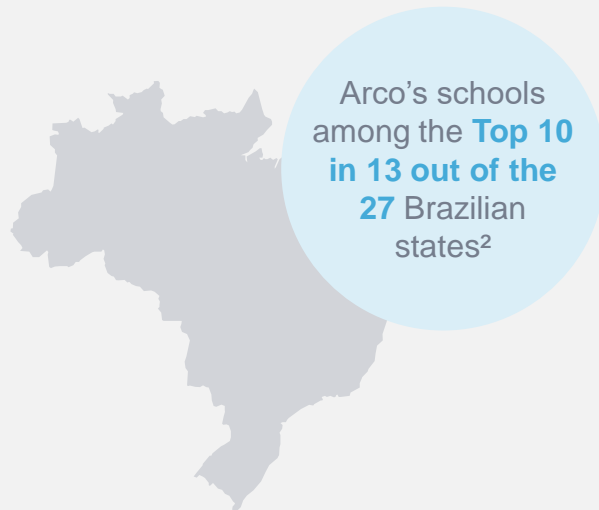 Arco’s schools
among the Top 10
in 13 out of the
27 Brazilian
states²